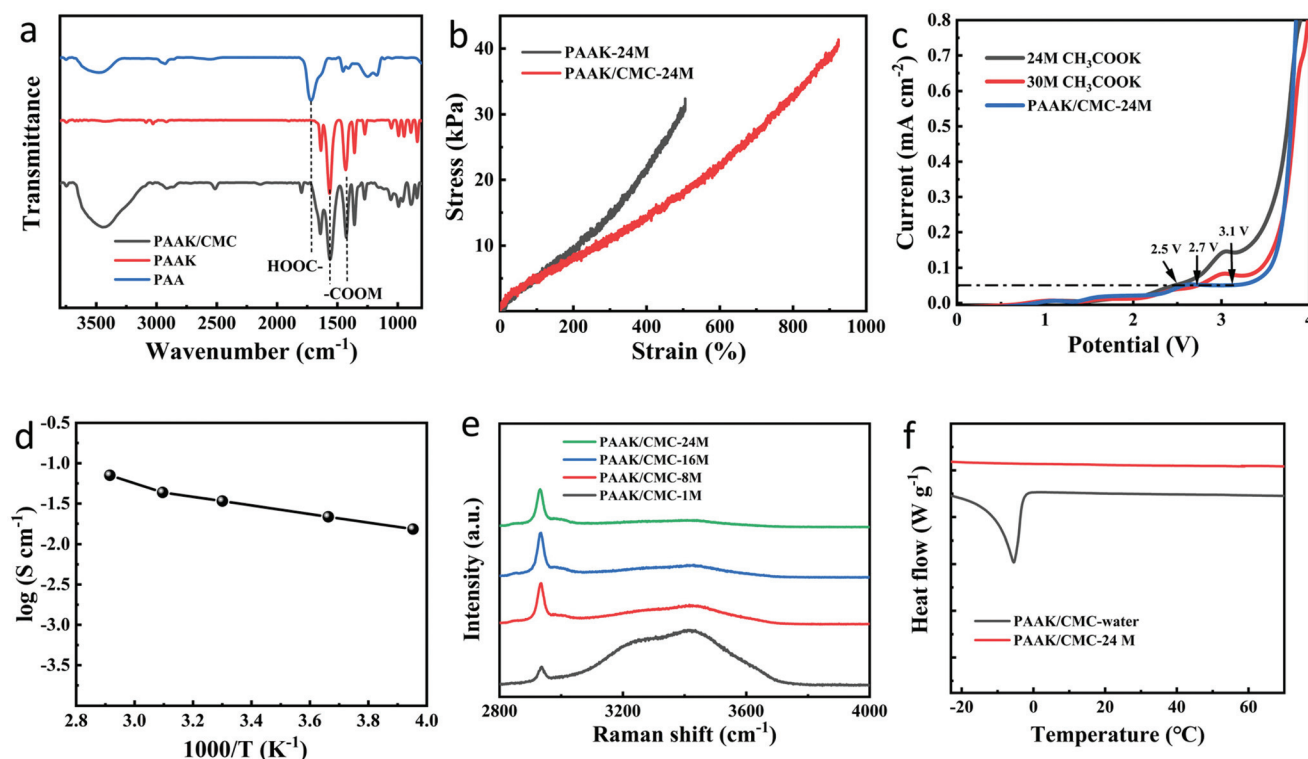 a
Transmittance
PAAK/CMC
PAAK
PAA
HOOC-
-COOM
3500 3000 2500 2000 1500 1000
Wavenumber (cm⁻¹)
b
PAAK-24M
PAAK/CMC-24M
Stress (kPa)
40
30
20
10
0
0 200 400 600 800 1000
Strain (%)
c
24M CH₃COOK
30M CH₃COOK
PAAK/CMC-24M
Current (mA cm⁻²)
0.8
0.7
0.6
0.5
0.4
0.3
0.2
0.1
0.0
2.5 V
2.7 V
3.1 V
0 1 2 3 4
Potential (V)
d
log (S cm⁻¹)
-0.5
-1.0
-1.5
-2.0
-2.5
-3.0
-3.5
2.8 3.0 3.2 3.4 3.6 3.8 4.0
1000/T (K⁻¹)
e
PAAK/CMC-24M
PAAK/CMC-16M
PAAK/CMC-8M
PAAK/CMC-1M
Intensity (a.u.)
2800 3200 3600 4000
Raman shift (cm⁻¹)
f
Heat flow (W g⁻¹)
PAAK/CMC-water
PAAK/CMC-24 M
-20 0 20 40 60
Temperature (℃)